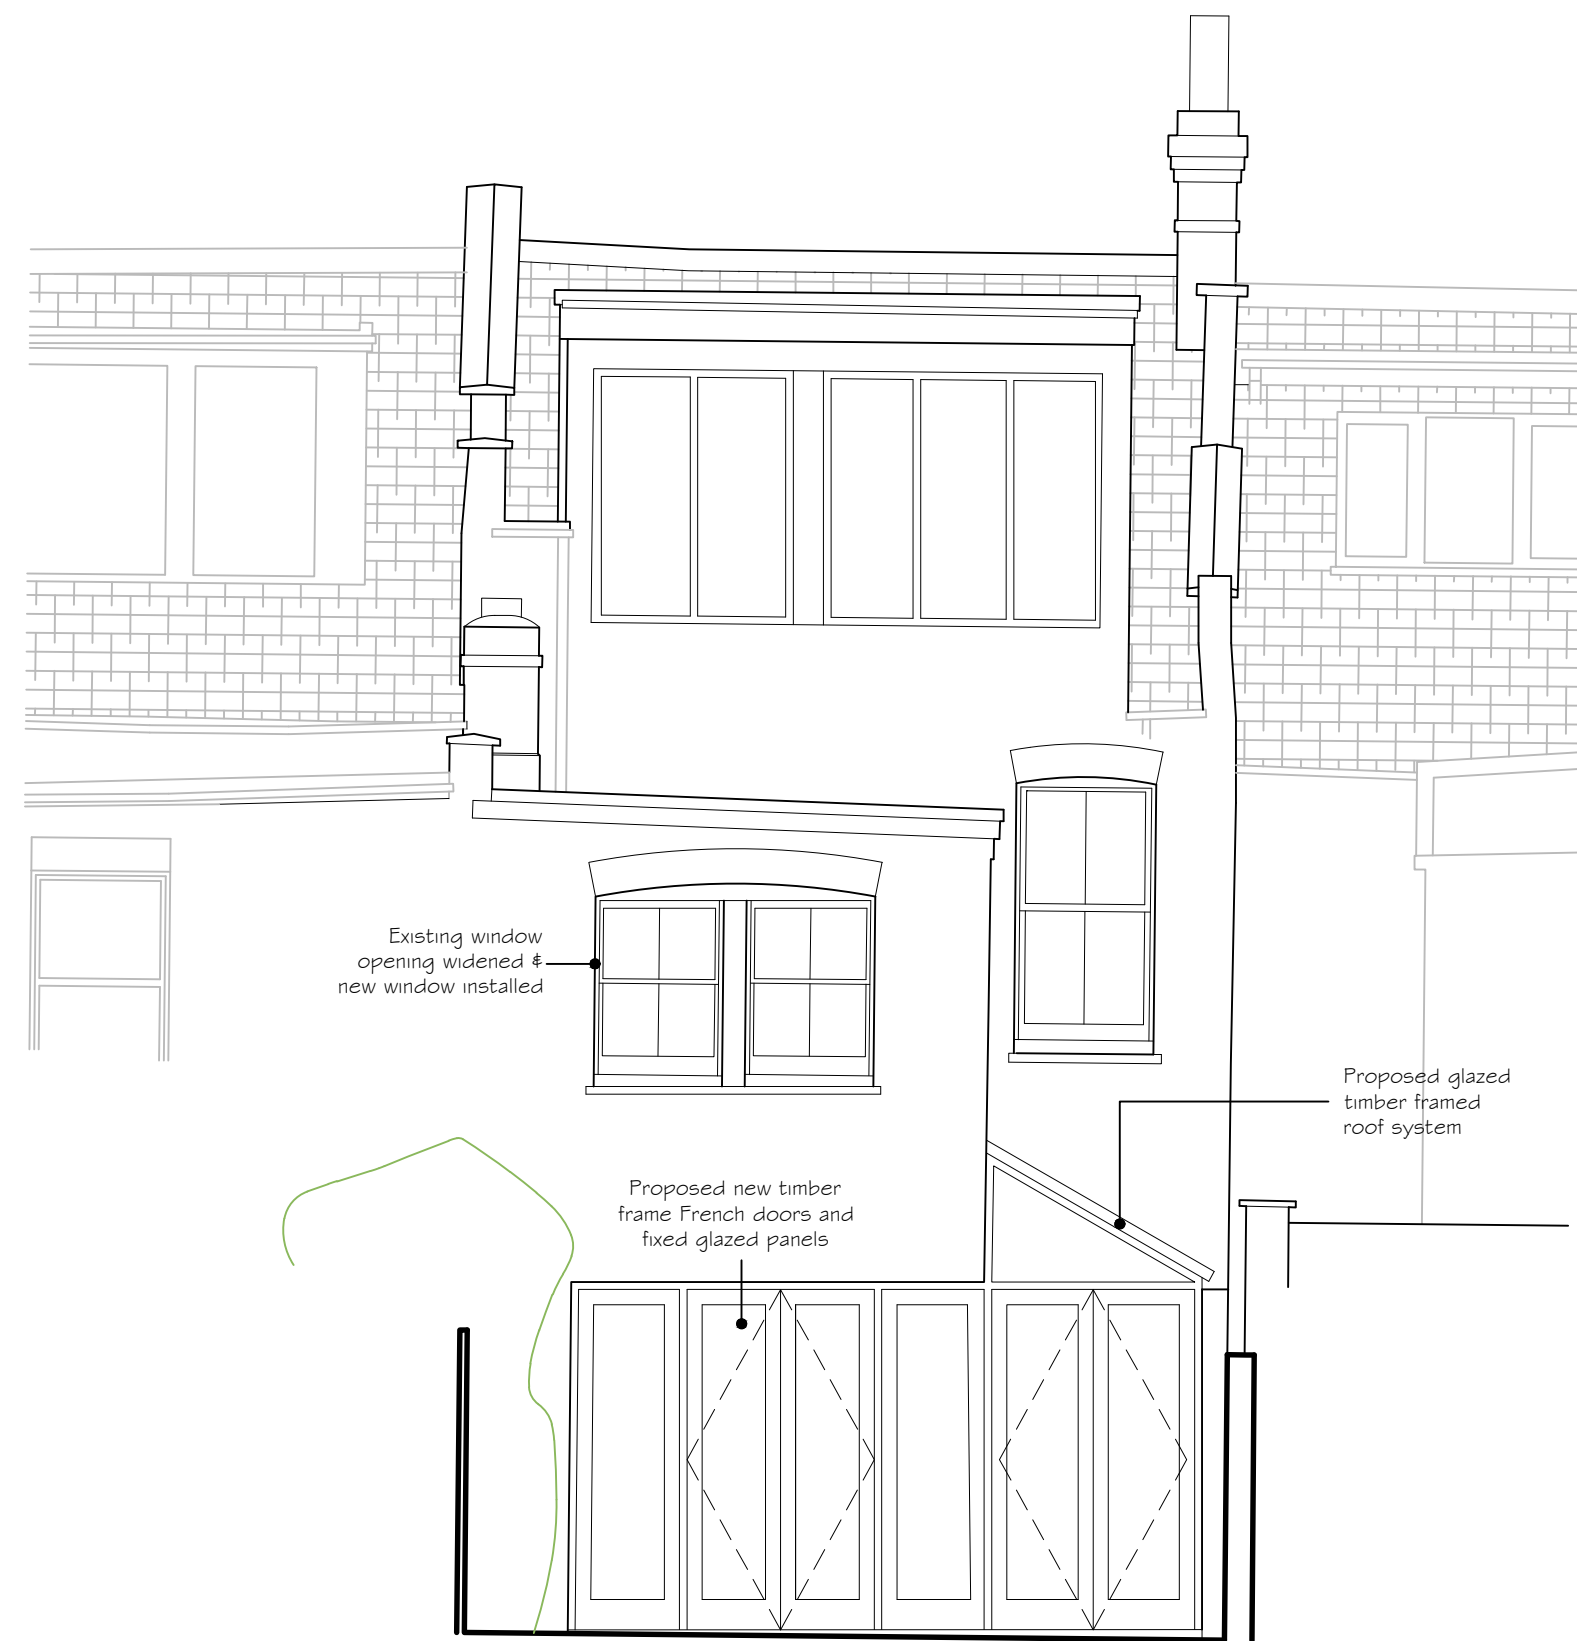 Existing window
opening widened &
new window installed
Proposed glazed
timber framed
roof system
Proposed new timber
frame French doors and
fixed glazed panels